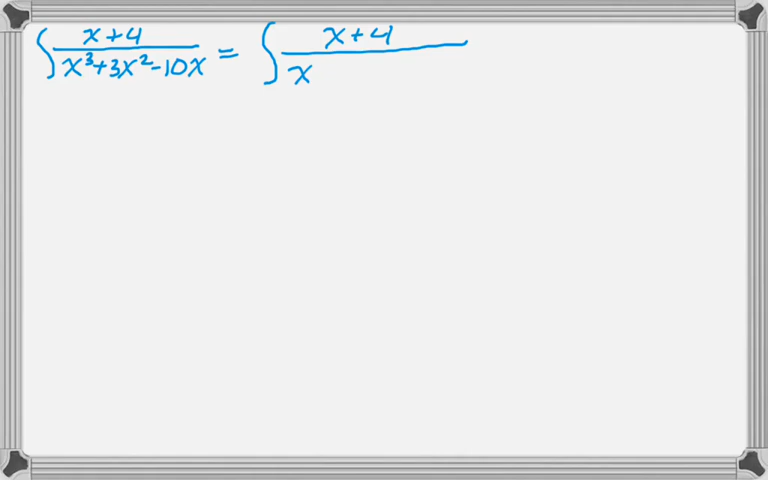 ∫ x+4 / x³+3x²-10x = ∫ x+4 / x